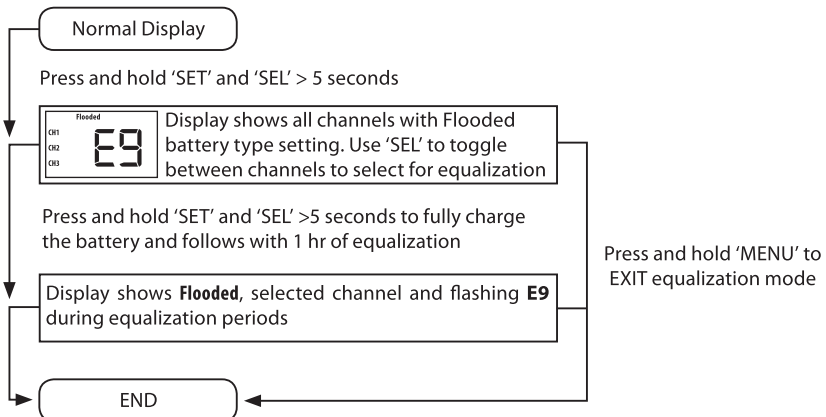 Normal Display
Press and hold ‘SET’ and ‘SEL’ > 5 seconds
Flooded
CH1
CH2
CH3
E9
Display shows all channels with Flooded
battery type setting. Use ‘SEL’ to toggle
between channels to select for equalization
Press and hold ‘SET’ and ‘SEL’ >5 seconds to fully charge
the battery and follows with 1 hr of equalization
Press and hold ‘MENU’ to
EXIT equalization mode
Display shows Flooded, selected channel and flashing E9
during equalization periods
END